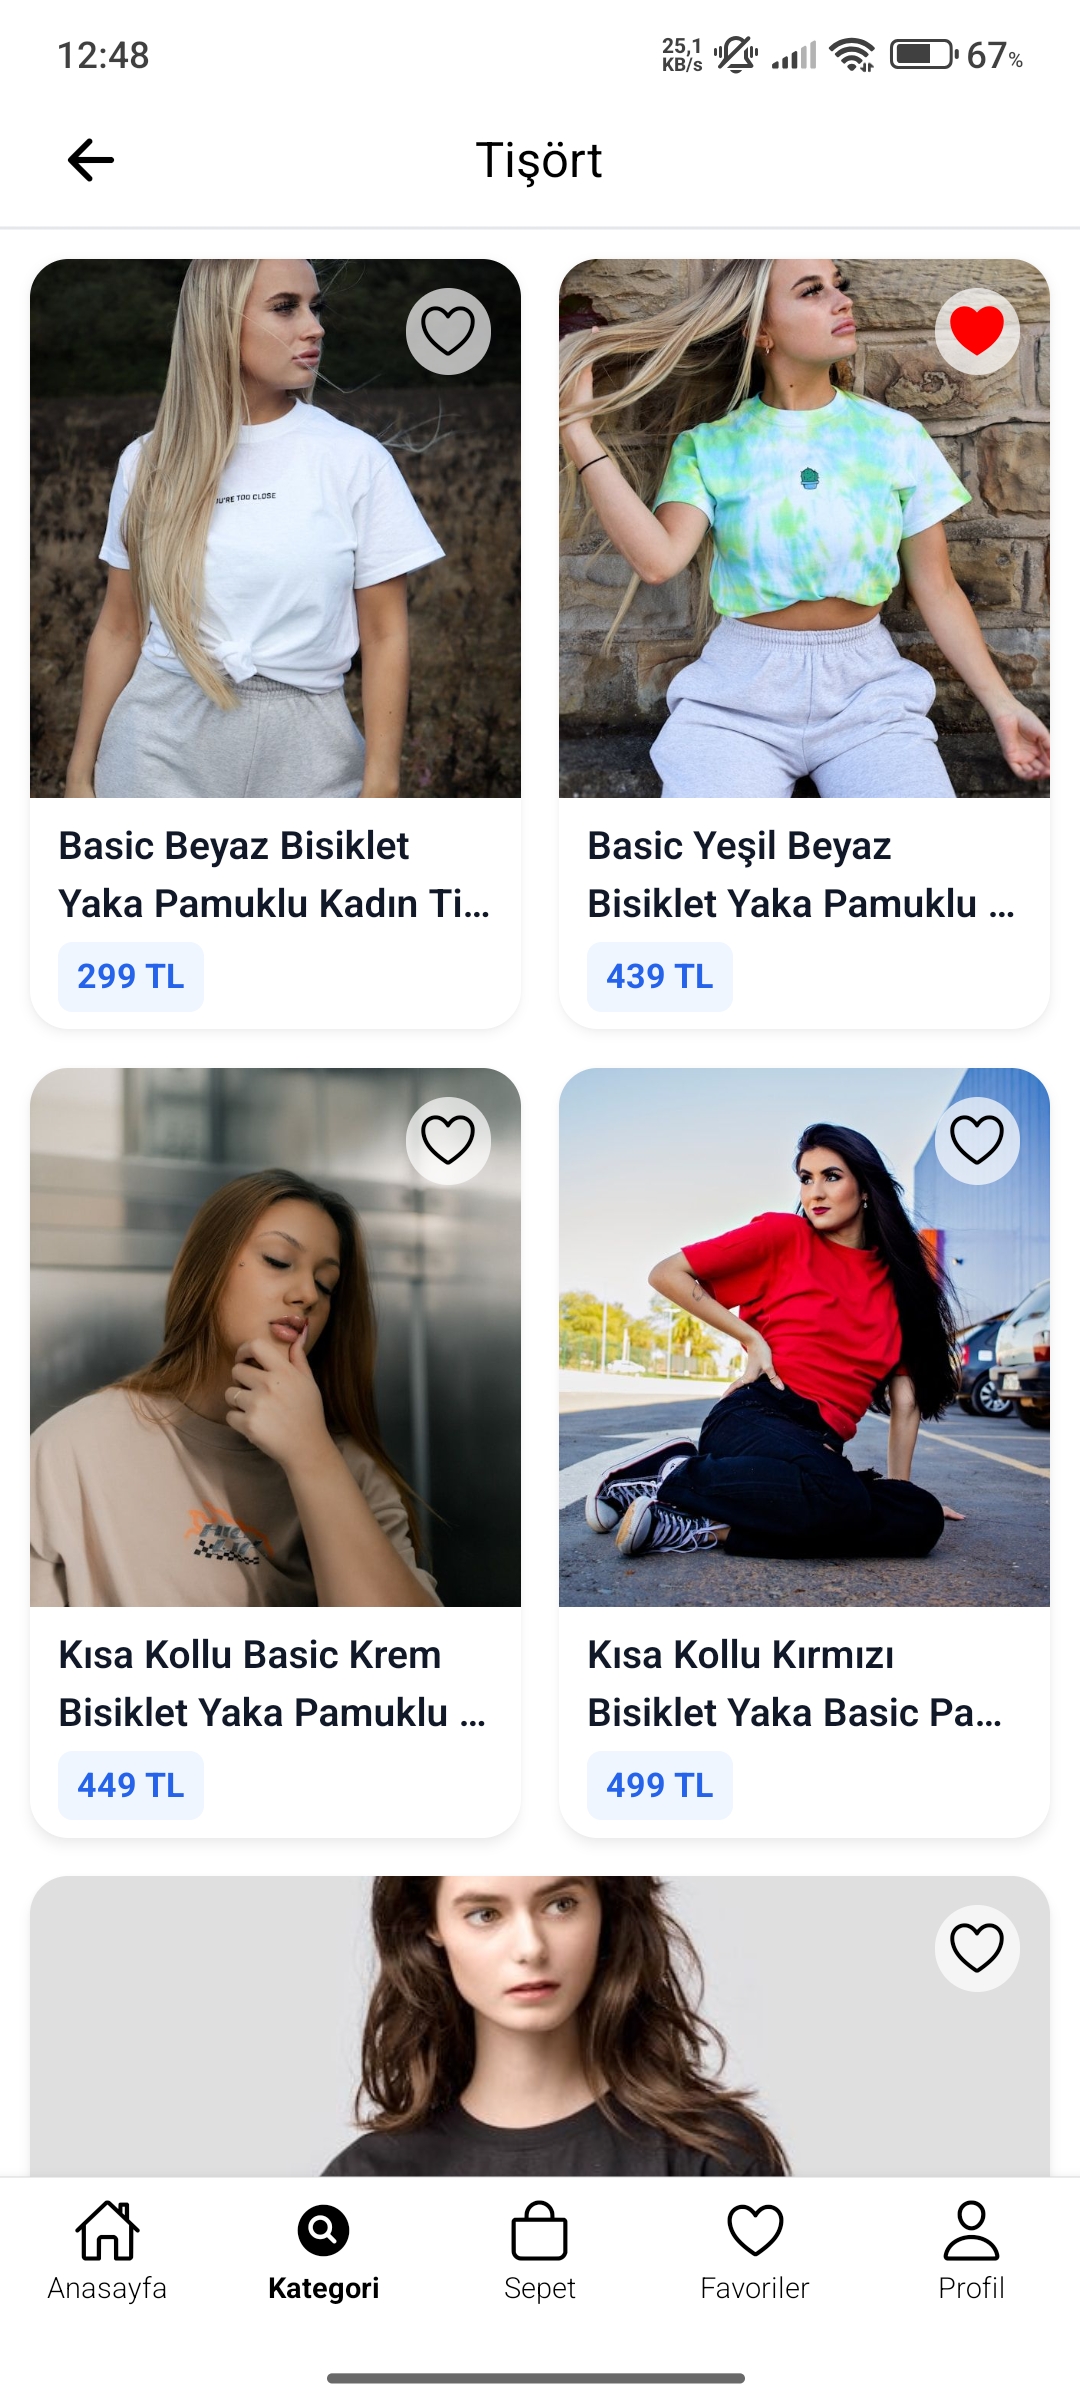 12:48
25,1
KB/s
67%
Tişört
U'RE TOO CLOSE
Basic Beyaz Bisiklet
Yaka Pamuklu Kadın Ti...
299 TL
Basic Yeşil Beyaz
Bisiklet Yaka Pamuklu ...
439 TL
Kısa Kollu Basic Krem
Bisiklet Yaka Pamuklu ...
449 TL
Kısa Kollu Kırmızı
Bisiklet Yaka Basic Pa...
499 TL
Anasayfa
Kategori
Sepet
Favoriler
Profil